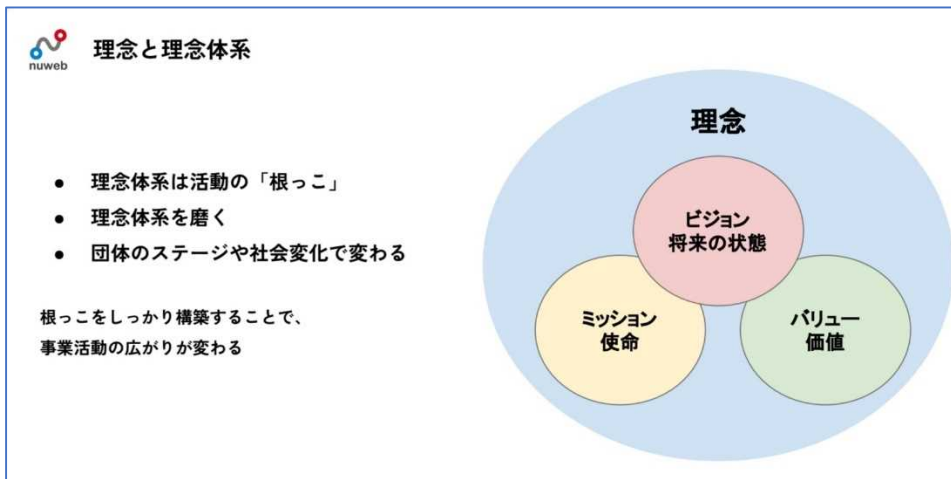 nuweb
理念と理念体系
● 理念体系は活動の「根っこ」
● 理念体系を磨く
● 団体のステージや社会変化で変わる
根っこをしっかり構築することで、
事業活動の広がりが変わる
理念
ビジョン
将来の状態
ミッション
使命
バリュー
価値